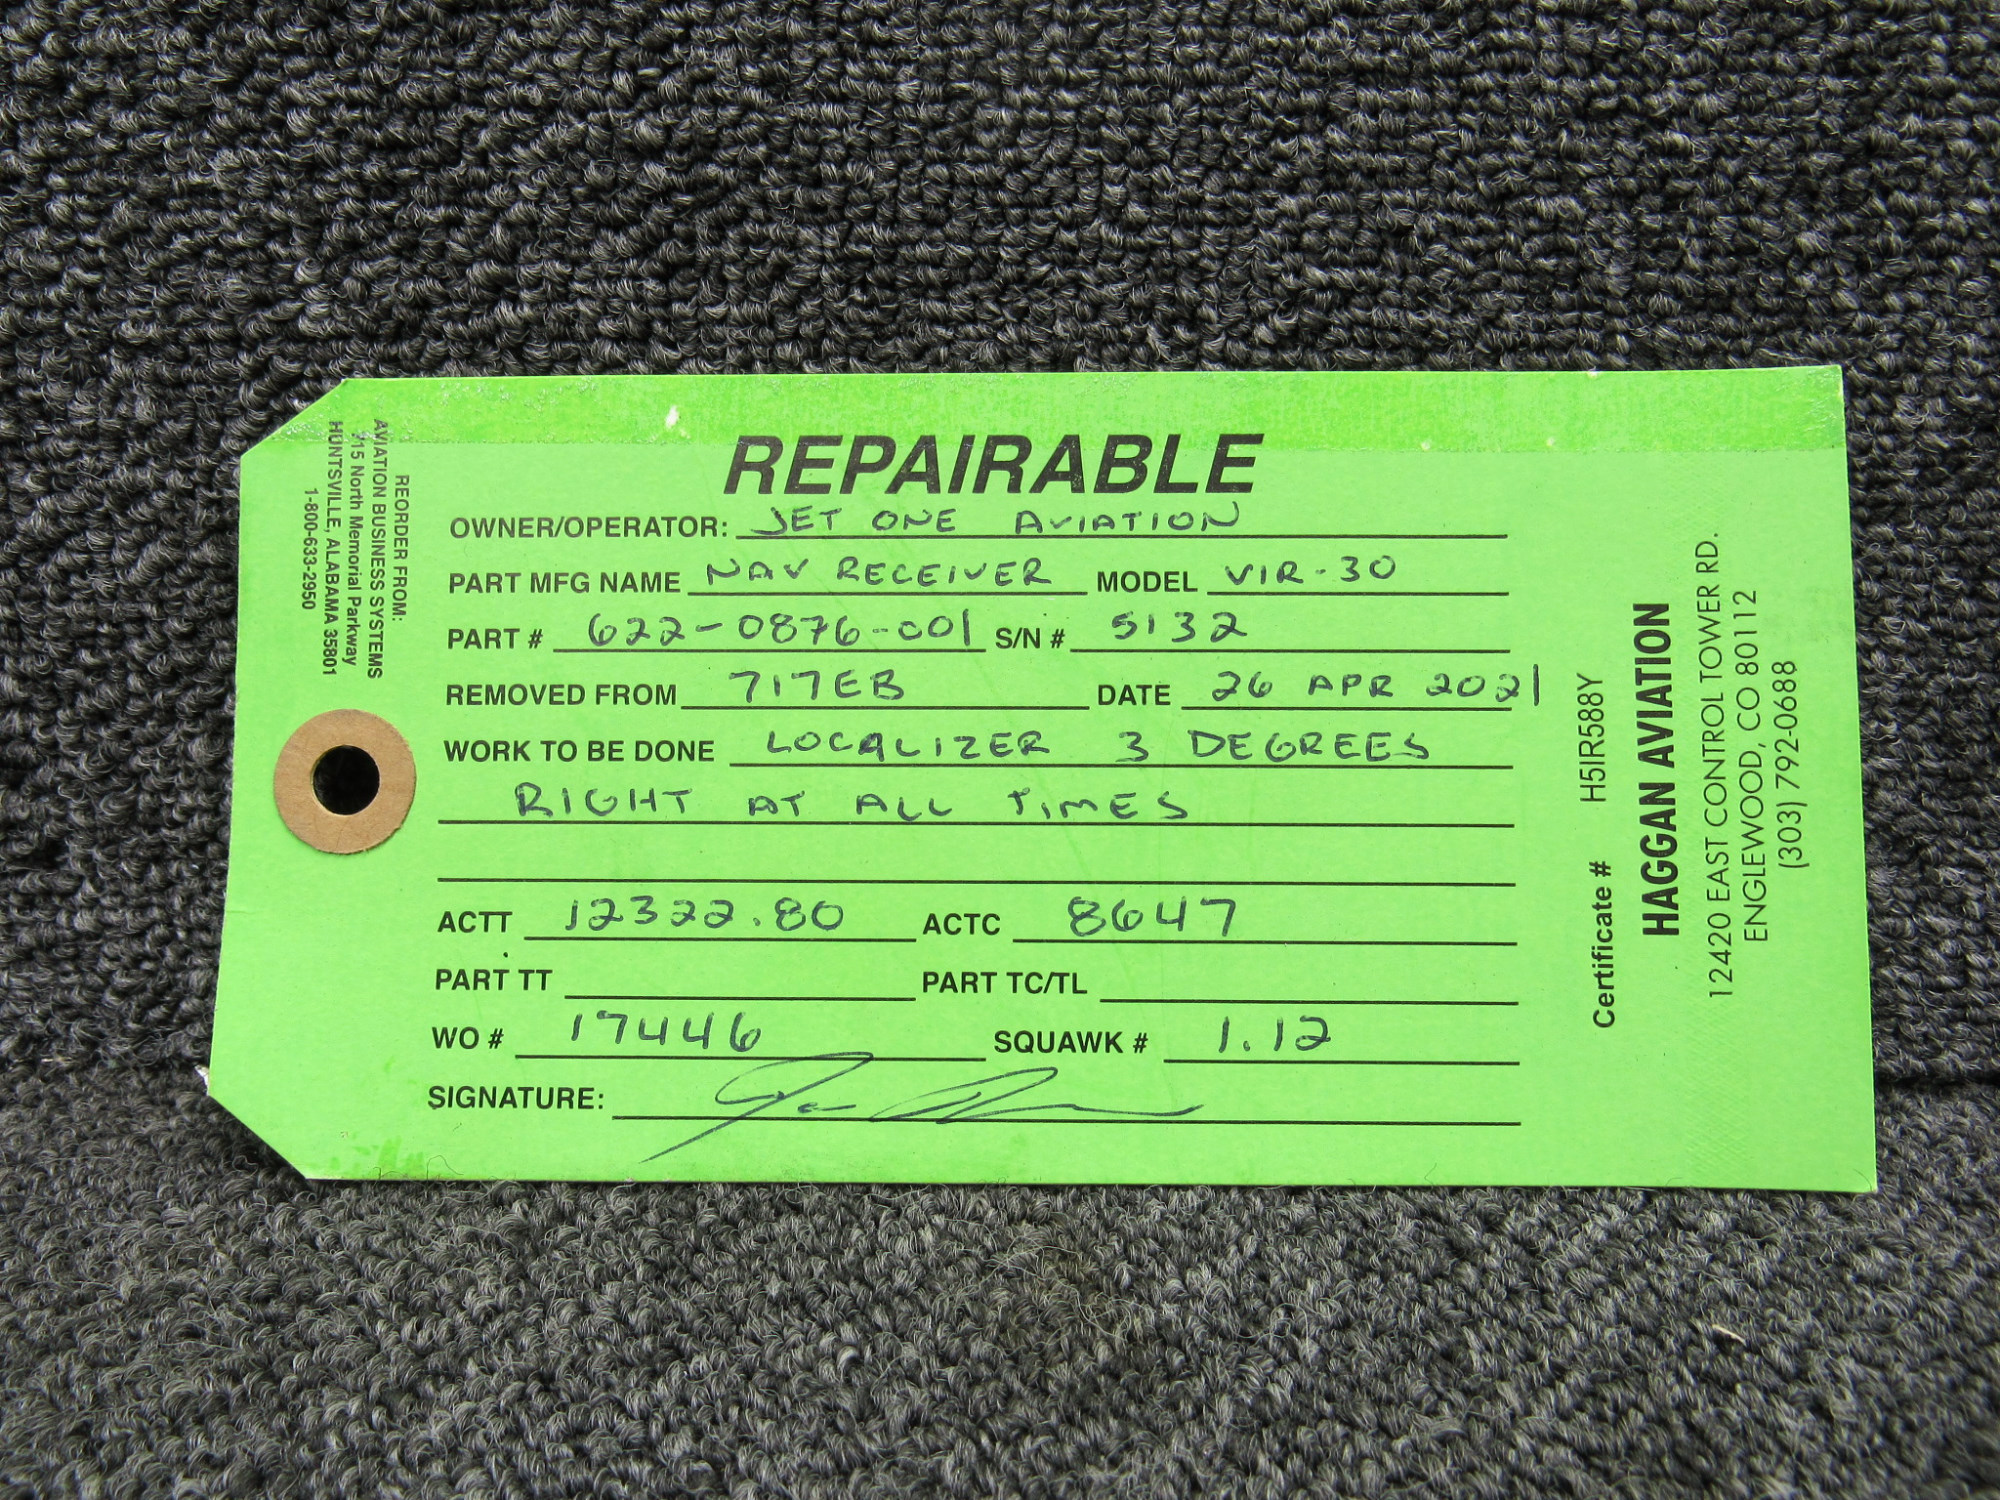 REPAIRABLE
OWNER/OPERATOR: JET ONE AVIATION
PART MFG NAME NAV RECEIVER MODEL VIR-30
PART # 622-0876-001 S/N # 5132
REMOVED FROM 717EB DATE 26 APR 2021
WORK TO BE DONE LOCALIZER 3 DEGREES
RIGHT AT ALL TIMES
ACTT 12322.80 ACTC 8647
PART TT PART TC/TL
WO # 17446 SQUAWK # 1.12
SIGNATURE:
REORDER FROM:
AVIATION BUSINESS SYSTEMS
715 North Memorial Parkway
HUNTSVILLE, ALABAMA 35801
1-800-633-2950
Certificate # H5IR588Y
HAGGAN AVIATION
12420 EAST CONTROL TOWER RD.
ENGLEWOOD, CO 80112
(303) 792-0688